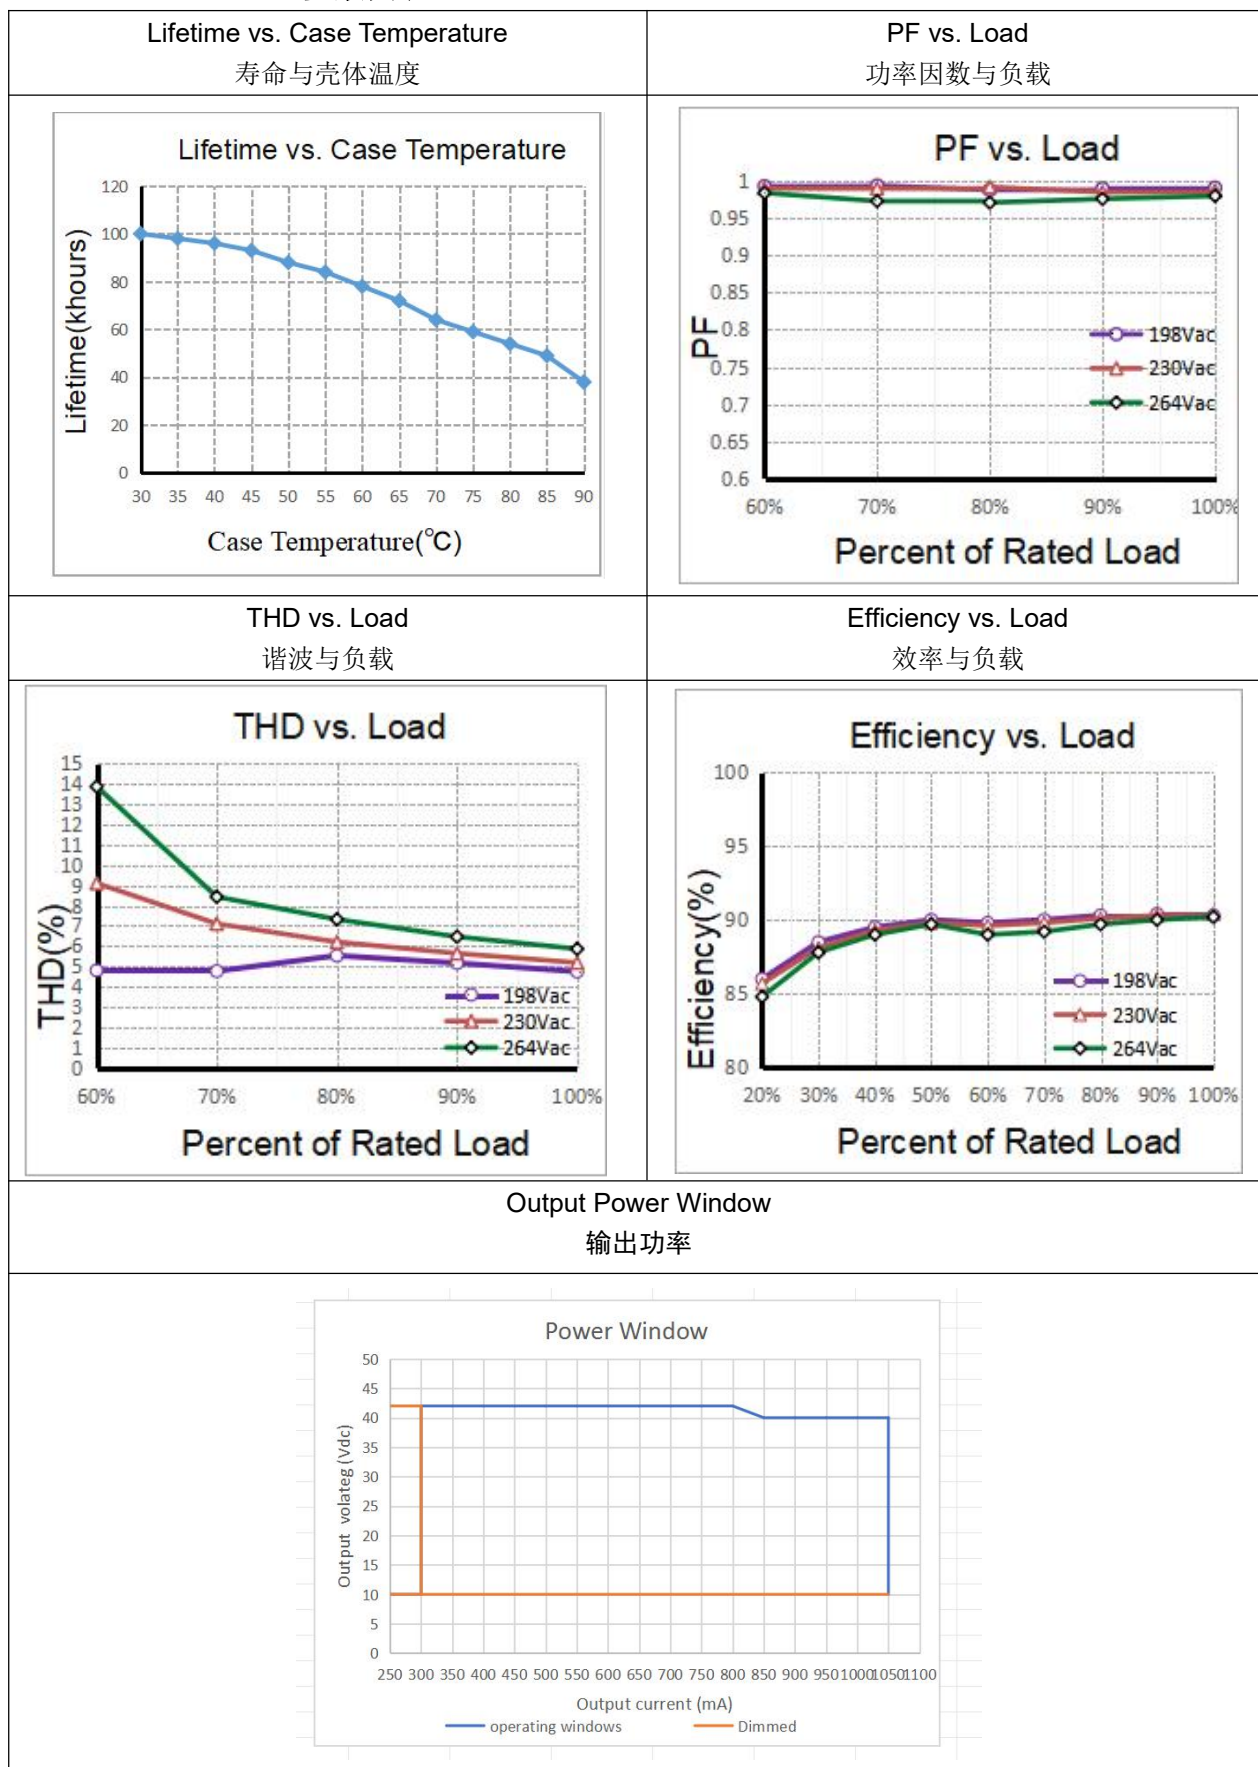 Lifetime vs. Case Temperature
寿命与壳体温度
PF vs. Load
功率因数与负载
Lifetime vs. Case Temperature
120
100
80
60
40
20
0
Lifetime(khours)
30 35 40 45 50 55 60 65 70 75 80 85 90
Case Temperature(℃)
PF vs. Load
1
0.95
0.9
0.85
0.8
0.75
0.7
0.65
0.6
PF
198Vac
230Vac
264Vac
60% 70% 80% 90% 100%
Percent of Rated Load
THD vs. Load
谐波与负载
Efficiency vs. Load
效率与负载
THD vs. Load
15
14
13
12
11
10
9
8
7
6
5
4
3
2
1
0
THD(%)
198Vac
230Vac
264Vac
60% 70% 80% 90% 100%
Percent of Rated Load
Efficiency vs. Load
100
95
90
85
80
Efficiency(%)
198Vac
230Vac
264Vac
20% 30% 40% 50% 60% 70% 80% 90% 100%
Percent of Rated Load
Output Power Window
输出功率
Power Window
50
45
40
35
30
25
20
15
10
5
0
Output volateg (Vdc)
250 300 350 400 450 500 550 600 650 700 750 800 850 900 950 1000 1050 1100
Output current (mA)
operating windows Dimmed